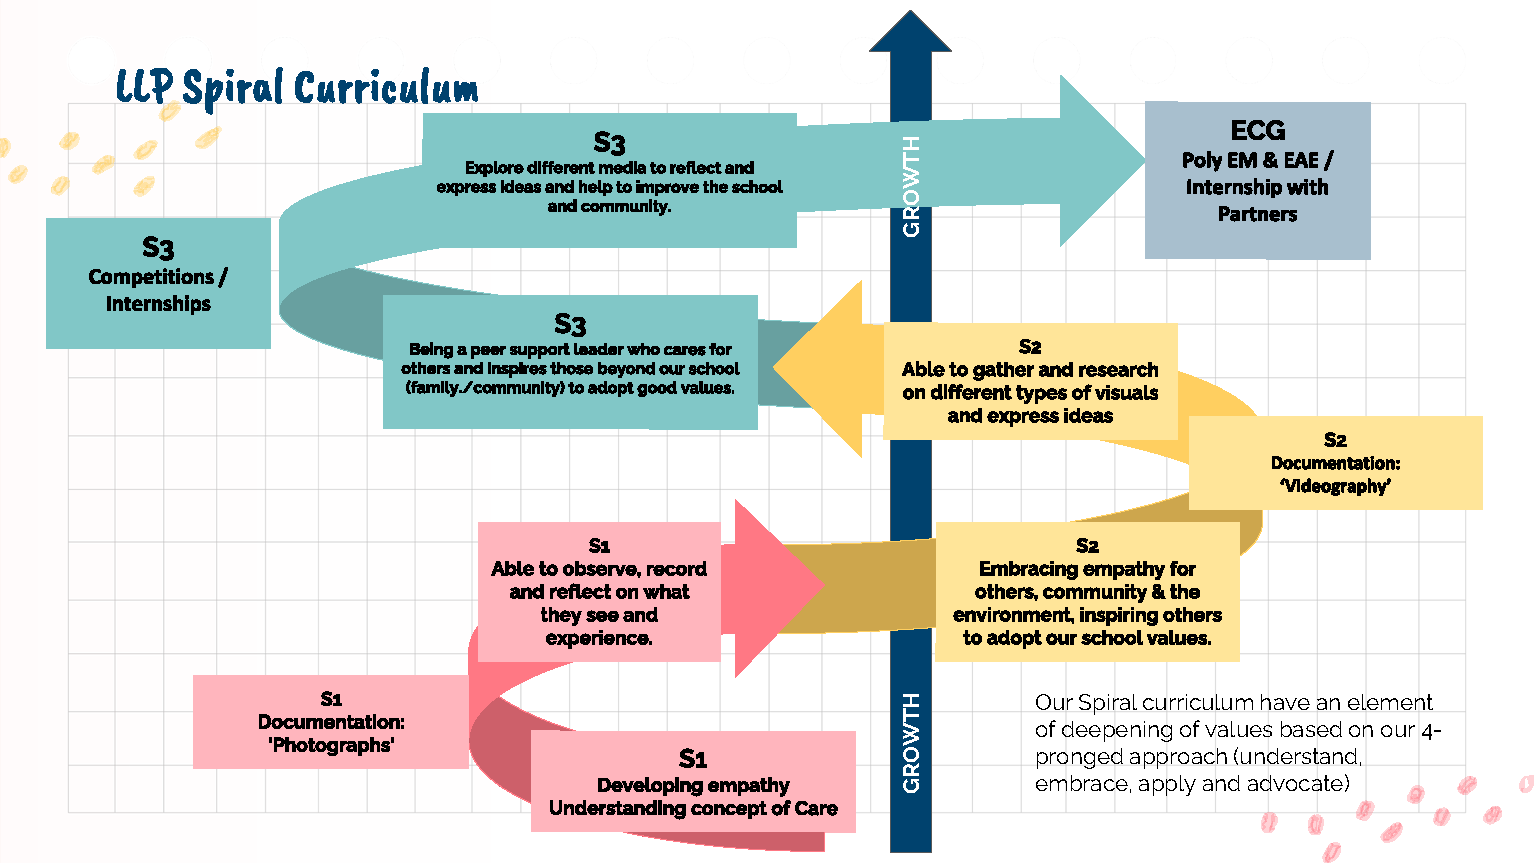 LLP Spiral Curriculum
S3
Explore different media to reflect and
express ideas and help to improve the school
and community.
GROWTH
ECG
Poly EM & EAE /
Internship with
Partners
S3
Competitions /
Internships
S3
Being a peer support leader who cares for
others and inspires those beyond our school
(family./community) to adopt good values.
S2
Able to gather and research
on different types of visuals
and express ideas
S2
Documentation:
‘Videography’
S1
Able to observe, record
and reflect on what
they see and
experience.
S2
Embracing empathy for
others, community & the
environment, inspiring others
to adopt our school values.
S1
Documentation:
'Photographs'
S1
Developing empathy
Understanding concept of Care
GROWTH
Our Spiral curriculum have an element
of deepening of values based on our 4-
pronged approach (understand,
embrace, apply and advocate)